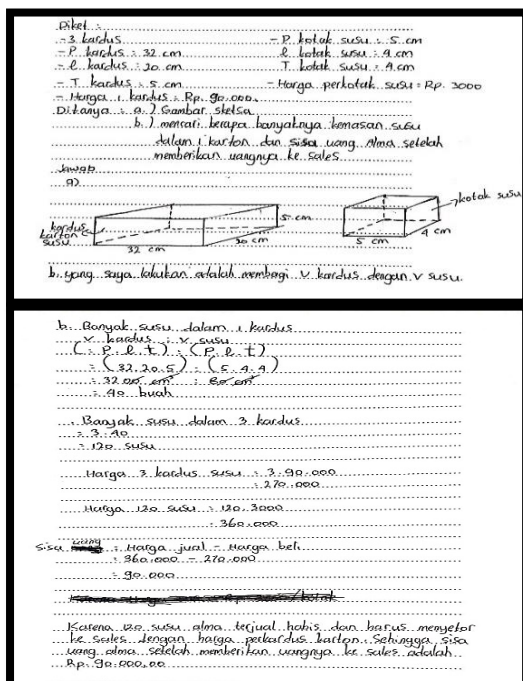 Diket :
- 3 kardus
- P kardus : 32 cm
- l kardus : 20 cm
- T kardus : 5 cm
- Harga 1 kardus : Rp. 90.000.
- P kotak susu : 5 cm
l kotak susu : 4 cm
T kotak susu : 4 cm
- Harga perkotak susu = Rp. 3000
Ditanya : a.) Gambar sketsa
b.) mencari berapa banyaknya kemasan susu
dalam 1 karton dan sisa uang Alma setelah
memberikan uangnya ke sales.
Jawab
a)
kardus
karton
susu
5 cm
20 cm
32 cm
kotak susu
4 cm
5 cm
b. yang saya lakukan adalah membagi V kardus dengan V susu.
b. Banyak susu dalam 1 kardus
V kardus : V susu
(: P. l. t) : (P. l. t)
: (32.20.5) : (5.4.4)
: 3200 cm³ : 80 cm³
: 40 buah
. Banyak susu dalam 3 kardus
: 3.40
: 120 susu
Harga 3 kardus susu : 3.90.000
: 270.000
Harga 120 susu : 120.3000
: 360.000
Sisa uang : Harga jual - Harga beli
: 360.000 - 270.000
: 90.000
Karena 120 susu alma terjual habis dan harus menyetor
ke sales dengan harga perkardus karton. Sehingga sisa
uang alma setelah memberikan uangnya ke sales adalah
Rp. 90.000,00